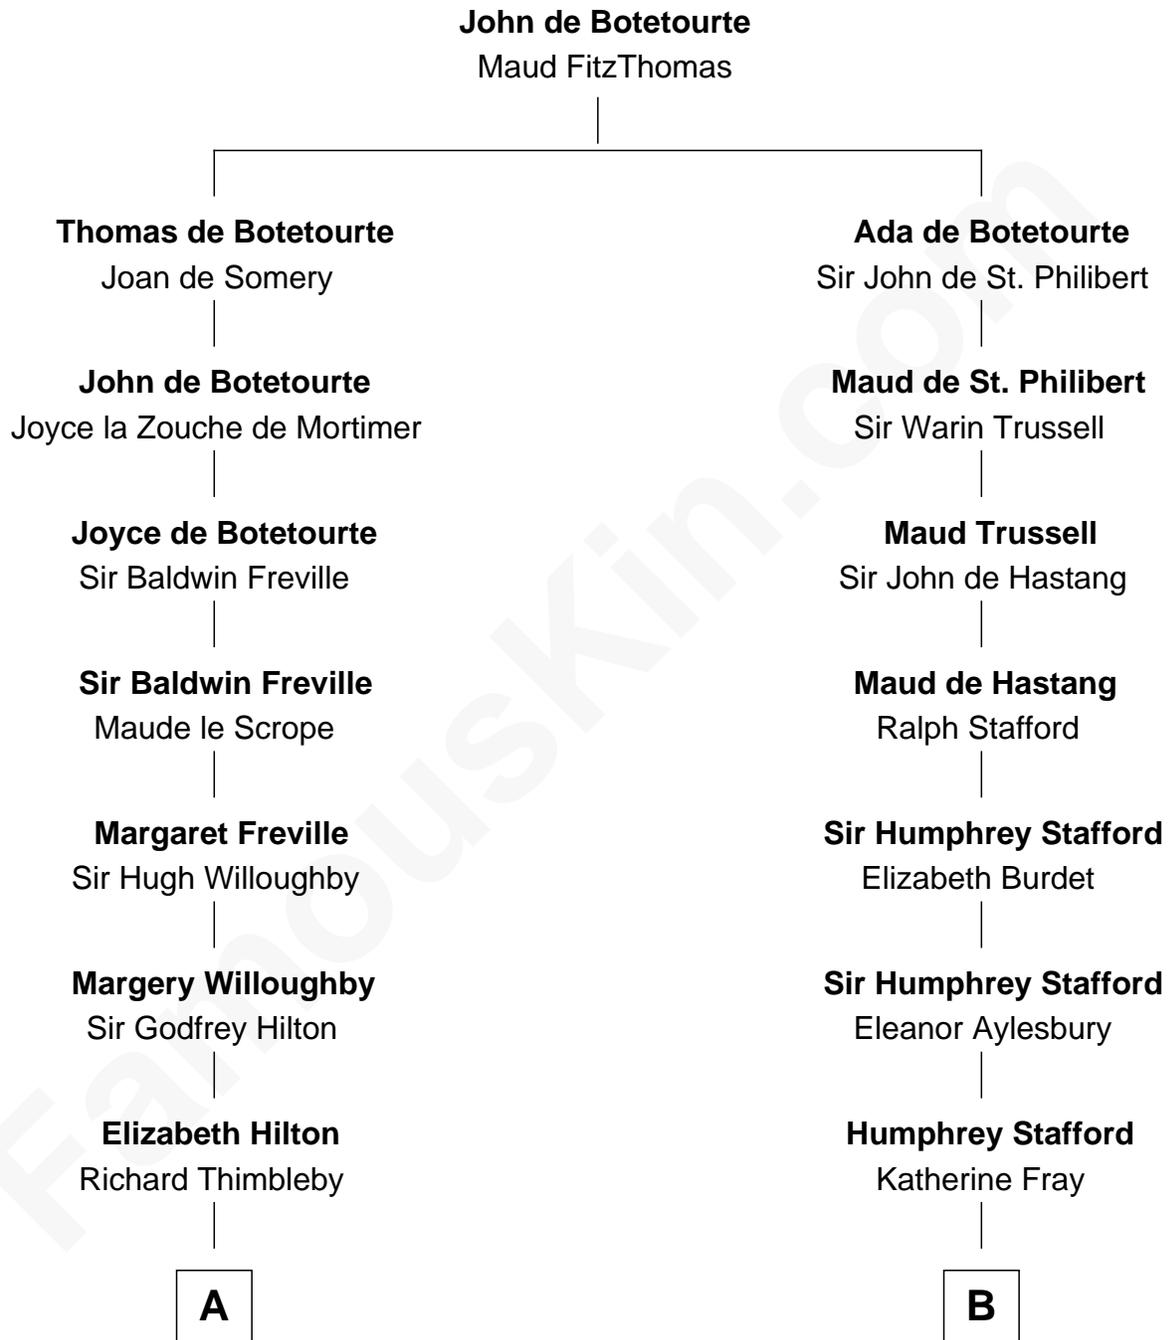 John de Botetourte
Maud FitzThomas
Thomas de Botetourte
Joan de Somery
John de Botetourte
Joyce la Zouche de Mortimer
Joyce de Botetourte
Sir Baldwin Freville
Sir Baldwin Freville
Maude le Scrope
Margaret Freville
Sir Hugh Willoughby
Margery Willoughby
Sir Godfrey Hilton
Elizabeth Hilton
Richard Thimbleby
A
Ada de Botetourte
Sir John de St. Philibert
Maud de St. Philibert
Sir Warin Trussell
Maud Trussell
Sir John de Hastang
Maud de Hastang
Ralph Stafford
Sir Humphrey Stafford
Elizabeth Burdet
Sir Humphrey Stafford
Eleanor Aylesbury
Humphrey Stafford
Katherine Fray
B
FamousKin.com